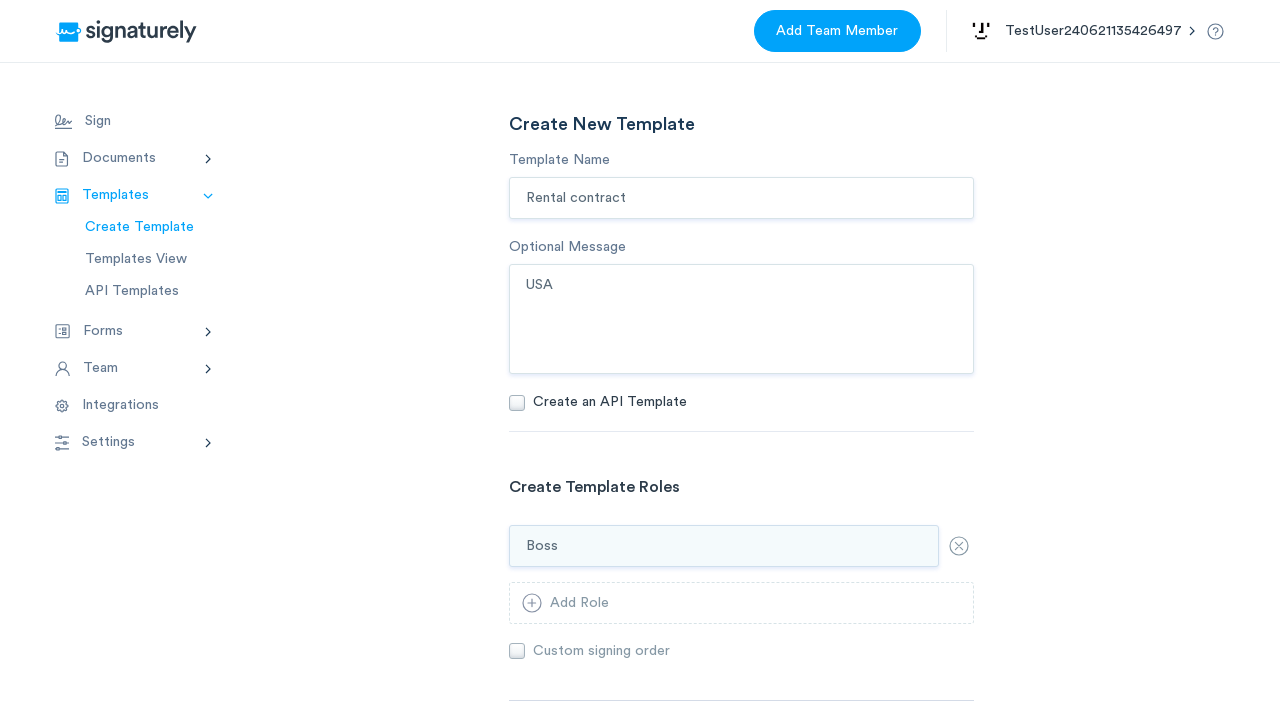 signaturely
Add Team Member
TestUser240621135426497
Sign
Documents
Templates
Create Template
Templates View
API Templates
Forms
Team
Integrations
Settings
Create New Template
Template Name
Rental contract
Optional Message
USA
Create an API Template
Create Template Roles
Boss
Add Role
Custom signing order